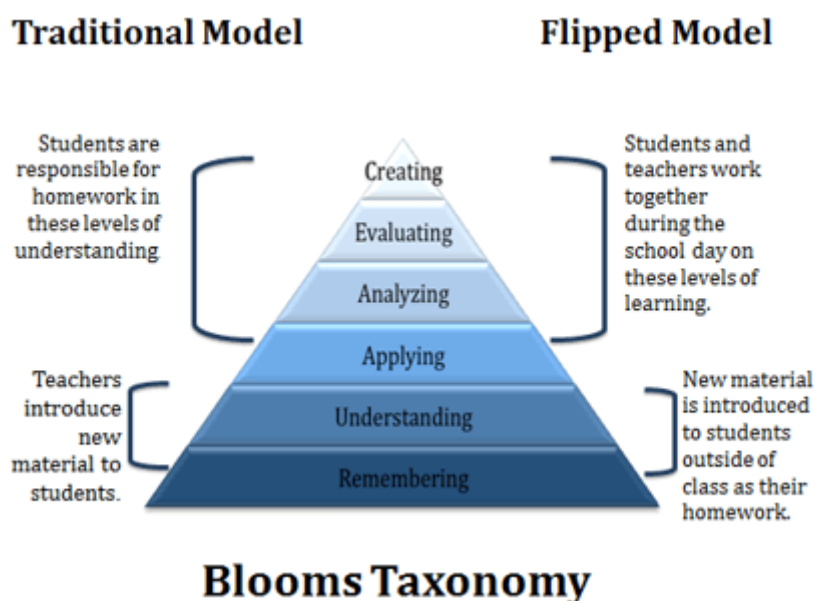 Traditional Model
Flipped Model
Students are
responsible for
homework in
these levels of
understanding
Students and
teachers work
together
during the
school day on
these levels of
learning.
Creating
Evaluating
Analyzing
Applying
Understanding
Remembering
Teachers
introduce
new
material to
students.
New material
is introduced
to students
outside of
class as their
homework.
Blooms Taxonomy